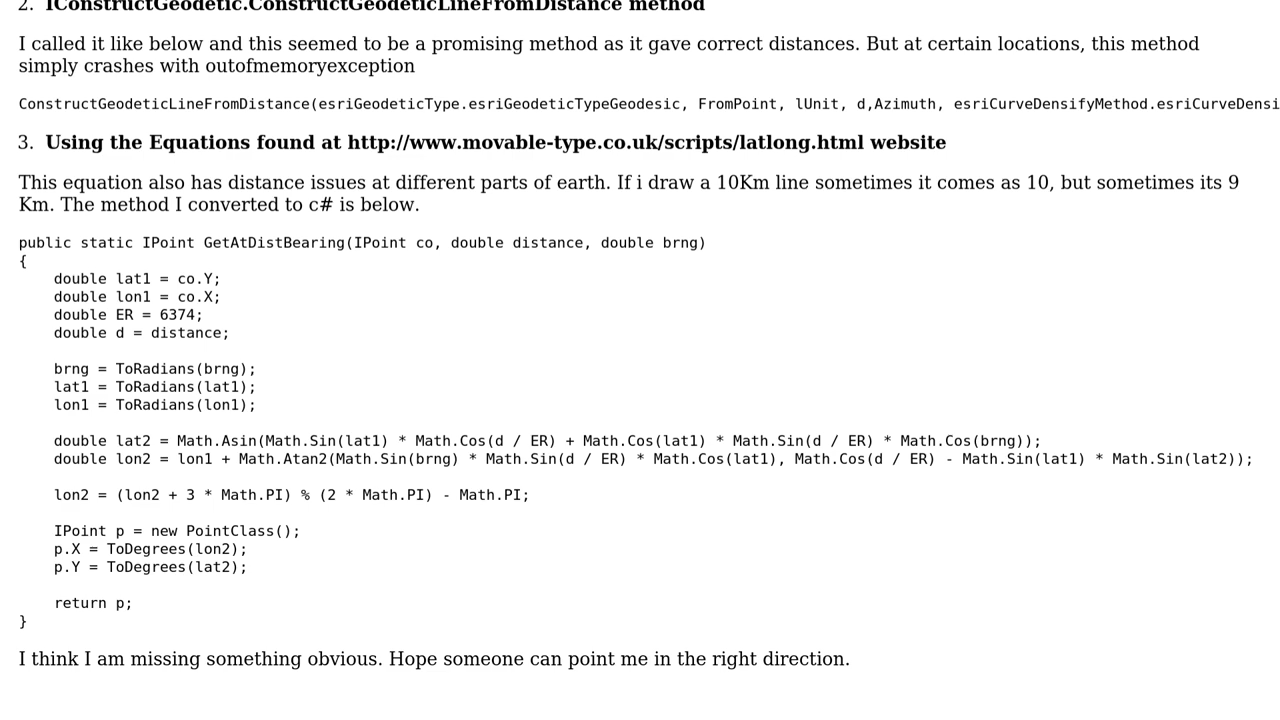 2. IConstructGeodetic.ConstructGeodeticLineFromDistance method
I called it like below and this seemed to be a promising method as it gave correct distances. But at certain locations, this method
simply crashes with outofmemoryexception
ConstructGeodeticLineFromDistance(esriGeodeticType.esriGeodeticTypeGeodesic, FromPoint, lUnit, d,Azimuth, esriCurveDensifyMethod.esriCurveDensi
3. Using the Equations found at http://www.movable-type.co.uk/scripts/latlong.html website
This equation also has distance issues at different parts of earth. If i draw a 10Km line sometimes it comes as 10, but sometimes its 9
Km. The method I converted to c# is below.
public static IPoint GetAtDistBearing(IPoint co, double distance, double brng)
{
    double lat1 = co.Y;
    double lon1 = co.X;
    double ER = 6374;
    double d = distance;

    brng = ToRadians(brng);
    lat1 = ToRadians(lat1);
    lon1 = ToRadians(lon1);

    double lat2 = Math.Asin(Math.Sin(lat1) * Math.Cos(d / ER) + Math.Cos(lat1) * Math.Sin(d / ER) * Math.Cos(brng));
    double lon2 = lon1 + Math.Atan2(Math.Sin(brng) * Math.Sin(d / ER) * Math.Cos(lat1), Math.Cos(d / ER) - Math.Sin(lat1) * Math.Sin(lat2));

    lon2 = (lon2 + 3 * Math.PI) % (2 * Math.PI) - Math.PI;

    IPoint p = new PointClass();
    p.X = ToDegrees(lon2);
    p.Y = ToDegrees(lat2);

    return p;
}
I think I am missing something obvious. Hope someone can point me in the right direction.